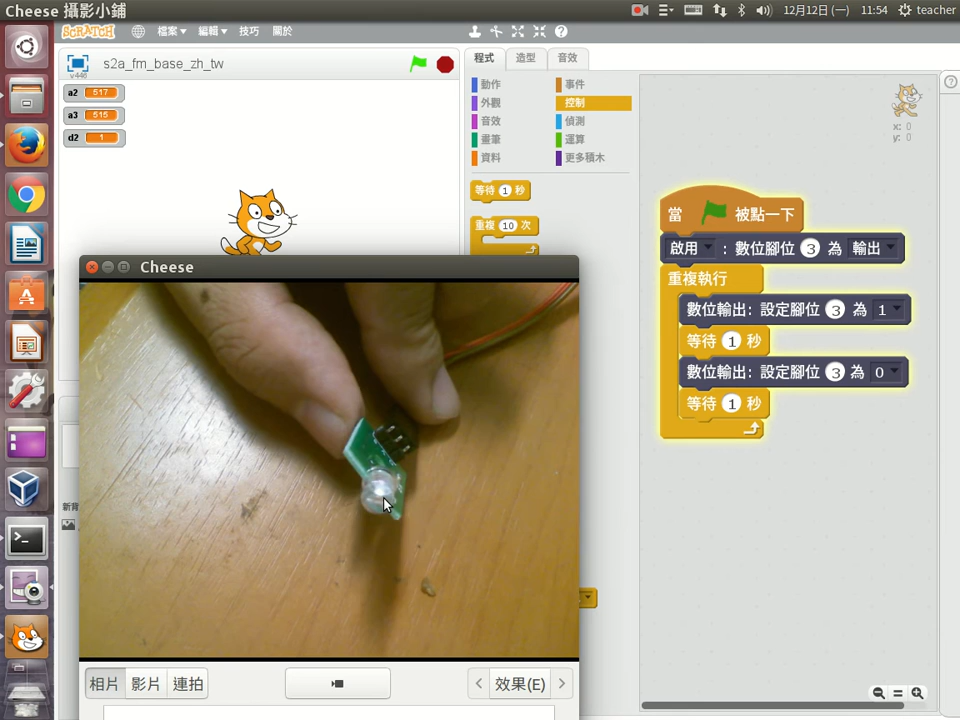 Cheese 攝影小鋪
12月12日 (一) 11:54 teacher
SCRATCH 檔案▼ 編輯▼ 技巧 關於
s2a_fm_base_zh_tw
v446
程式 造型 音效
a2 517
a3 515
d2 1
動作 事件
外觀 控制
音效 偵測
畫筆 運算
資料 更多積木
等待 1 秒
重複 10 次
x: 0
y: 0
當 被點一下
啟用 : 數位腳位 3 為 輸出
重複執行
數位輸出: 設定腳位 3 為 1
等待 1 秒
數位輸出: 設定腳位 3 為 0
等待 1 秒
Cheese
新背
相片 影片 連拍
效果(E)